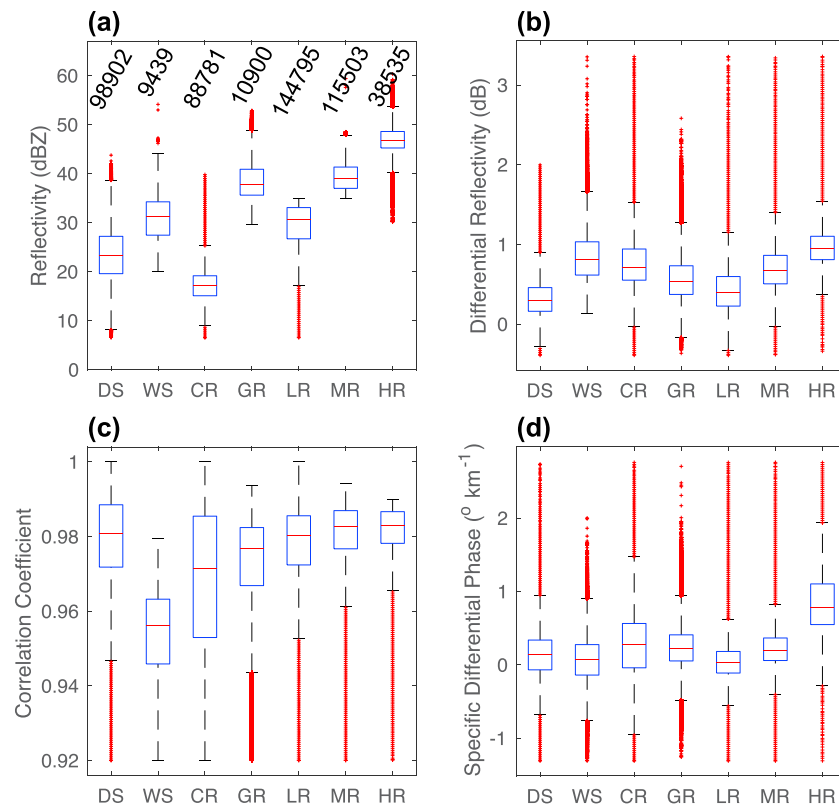 (a)
98902 9439 88781 10900 144795 115503 38535
60
50
40
30
20
10
0
Reflectivity (dBZ)
DS WS CR GR LR MR HR
(b)
3
2
1
0
Differential Reflectivity (dB)
DS WS CR GR LR MR HR
(c)
1
0.98
0.96
0.94
0.92
Correlation Coefficient
DS WS CR GR LR MR HR
(d)
2
1
0
-1
Specific Differential Phase (° km⁻¹)
DS WS CR GR LR MR HR